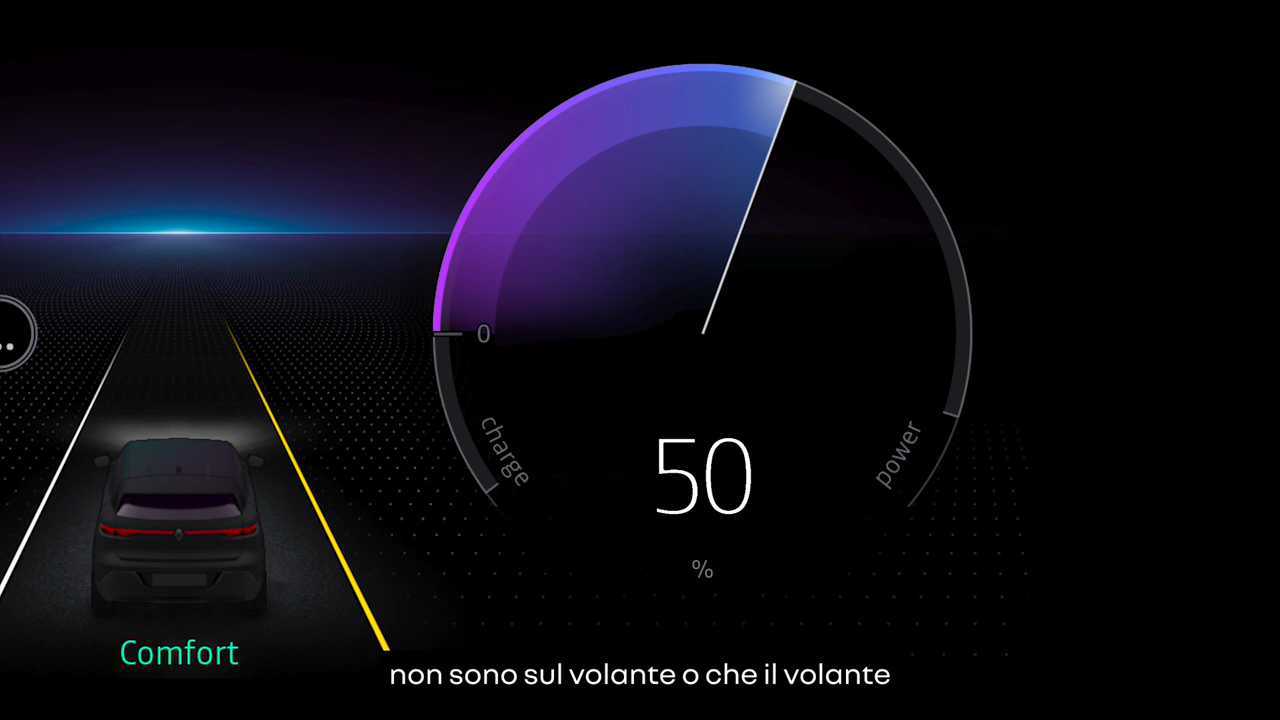 0
charge
power
50
%
Comfort
non sono sul volante o che il volante